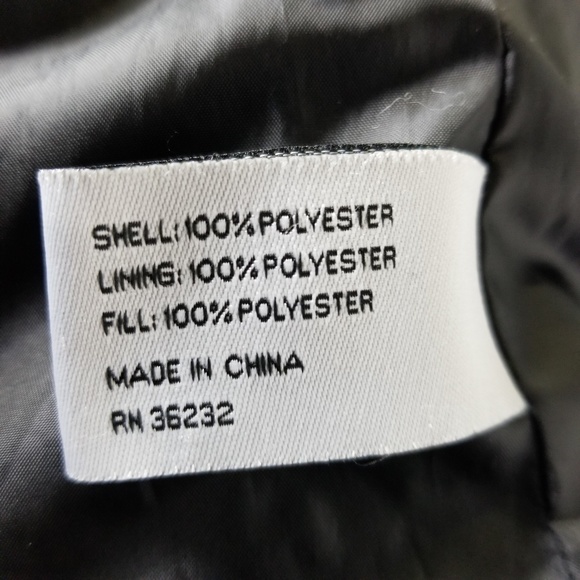 SHELL: 100% POLYESTER
LINING: 100% POLYESTER
FILL: 100% POLYESTER
MADE IN CHINA
RN 36232